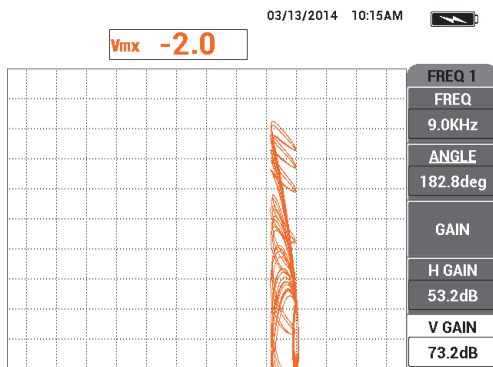 03/13/2014 10:15AM
Vmx -2.0
FREQ 1
FREQ
9.0KHz
ANGLE
182.8deg
GAIN
H GAIN
53.2dB
V GAIN
73.2dB